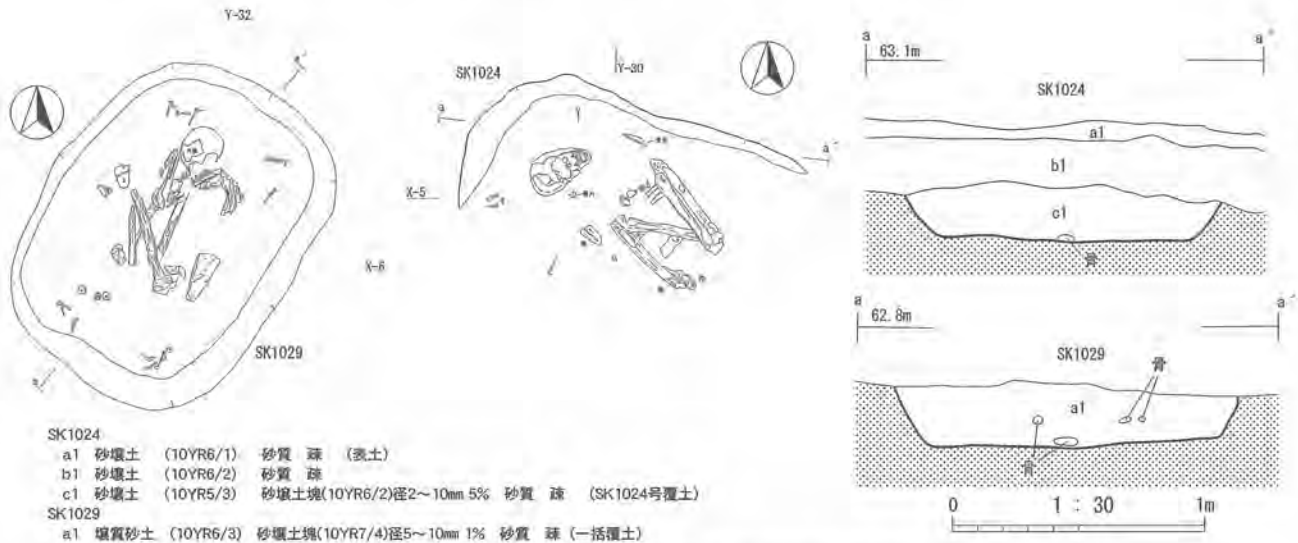 Y-32
X-6
SK1029
SK1024
Y-30
a
a'
X-5
a
a'
63.1m
SK1024
a1
b1
c1
骨
a
a'
62.8m
SK1029
骨
a1
骨
SK1024
a1 砂壌土 (10YR6/1) 砂質 疎 (表土)
b1 砂壌土 (10YR6/2) 砂質 疎
c1 砂壌土 (10YR5/3) 砂壌土塊(10YR6/2)径2〜10mm 5% 砂質 疎 (SK1024号覆土)
SK1029
a1 壌質砂土 (10YR6/3) 砂壌土塊(10YR7/4)径5〜10mm 1% 砂質 疎 (一括覆土)
0 1 : 30 1m